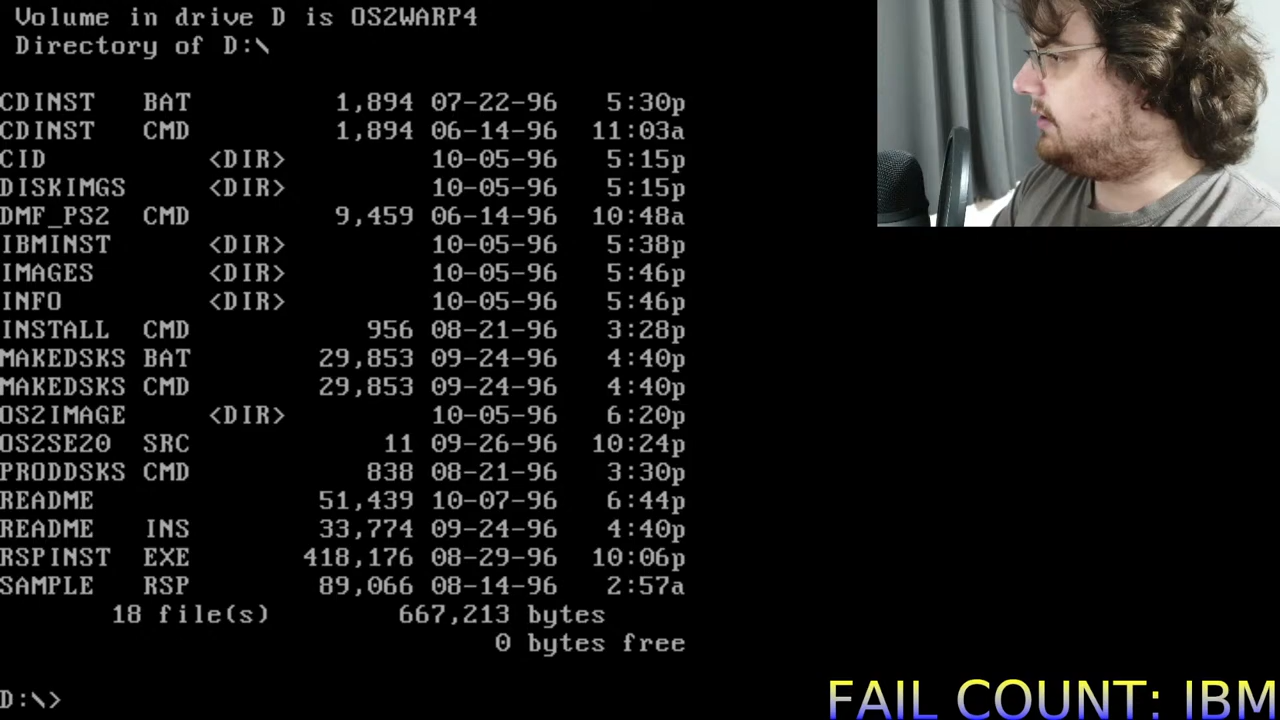 Volume in drive D is OS2WARP4
Directory of D:\
CDINST BAT 1,894 07-22-96 5:30p
CDINST CMD 1,894 06-14-96 11:03a
CID <DIR> 10-05-96 5:15p
DISKIMGS <DIR> 10-05-96 5:15p
DMF_PS2 CMD 9,459 06-14-96 10:48a
IBMINST <DIR> 10-05-96 5:38p
IMAGES <DIR> 10-05-96 5:46p
INFO <DIR> 10-05-96 5:46p
INSTALL CMD 956 08-21-96 3:28p
MAKEDSKS BAT 29,853 09-24-96 4:40p
MAKEDSKS CMD 29,853 09-24-96 4:40p
OS2IMAGE <DIR> 10-05-96 6:20p
OS2SE20 SRC 11 09-26-96 10:24p
PRODDSKS CMD 838 08-21-96 3:30p
README 51,439 10-07-96 6:44p
README INS 33,774 09-24-96 4:40p
RSPINST EXE 418,176 08-29-96 10:06p
SAMPLE RSP 89,066 08-14-96 2:57a
18 file(s) 667,213 bytes
0 bytes free
D:\>
FAIL COUNT: IBM